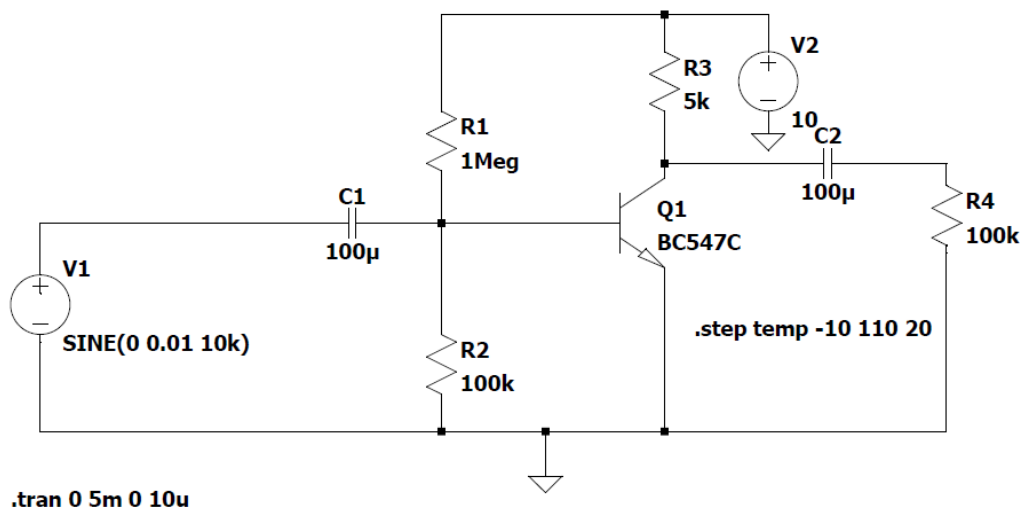 V2
R3
5k
10
C2
R1
1Meg
100µ
C1
Q1
R4
BC547C
100k
100µ
V1
.step temp -10 110 20
SINE(0 0.01 10k)
R2
100k
.tran 0 5m 0 10u